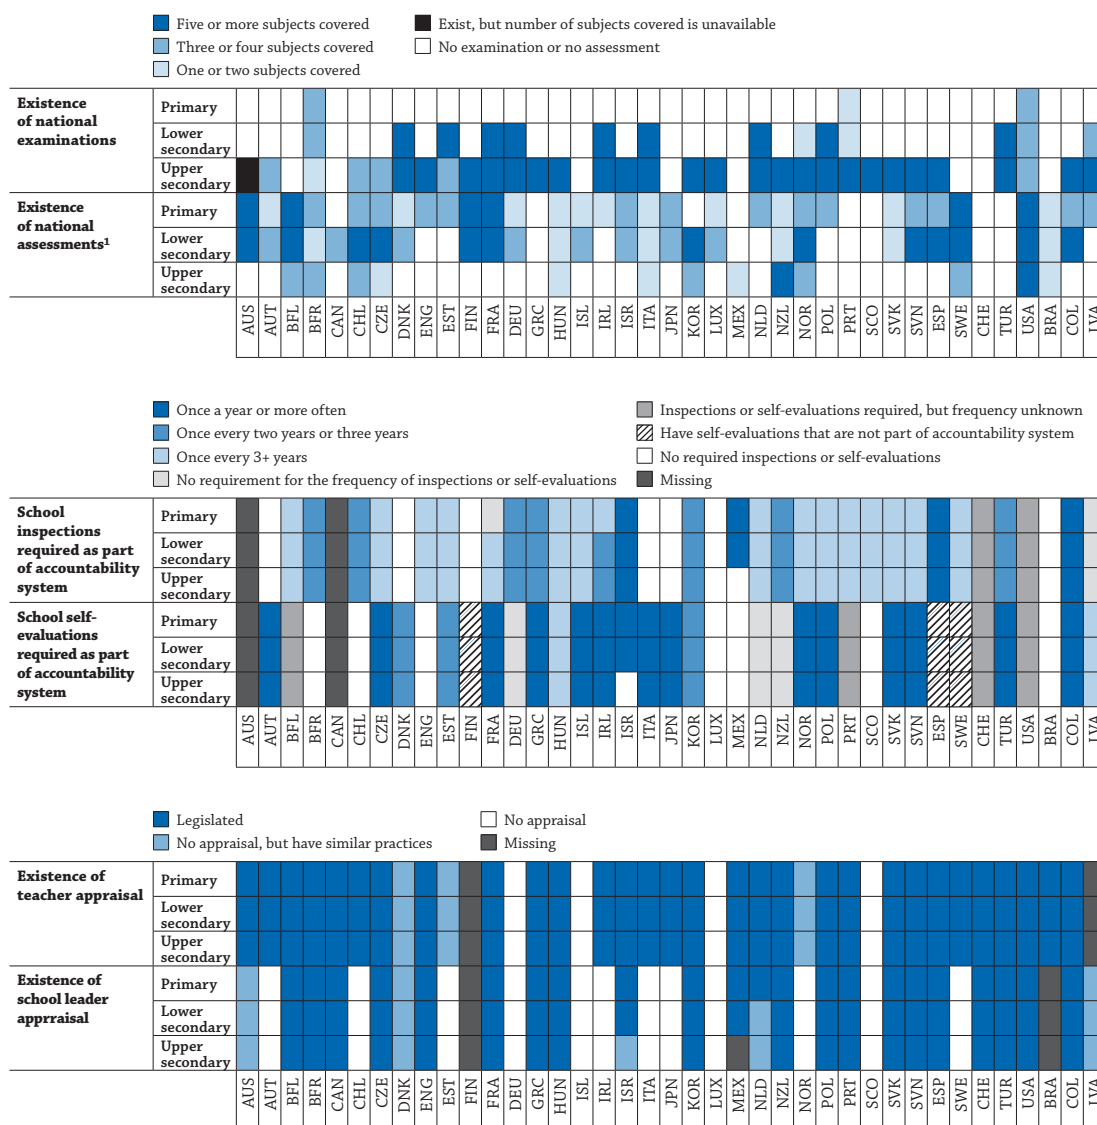 Five or more subjects covered
Exist, but number of subjects covered is unavailable
Three or four subjects covered
No examination or no assessment
One or two subjects covered
Existence
of national
examinations
Primary
Lower
secondary
Upper
secondary
Existence
of national
assessments¹
Primary
Lower
secondary
Upper
secondary
AUS AUT BFL BFR CAN CHL CZE DNK ENG EST FIN FRA DEU GRC HUN ISL IRL ISR ITA JPN KOR LUX MEX NLD NZL NOR POL PRT SCO SVK SVN ESP SWE CHE TUR USA BRA COL LVA
Once a year or more often
Inspections or self-evaluations required, but frequency unknown
Once every two years or three years
Have self-evaluations that are not part of accountability system
Once every 3+ years
No required inspections or self-evaluations
No requirement for the frequency of inspections or self-evaluations
Missing
School
inspections
required as part
of accountability
system
Primary
Lower
secondary
Upper
secondary
School self-
evaluations
required as part
of accountability
system
Primary
Lower
secondary
Upper
secondary
AUS AUT BFL BFR CAN CHL CZE DNK ENG EST FIN FRA DEU GRC HUN ISL IRL ISR ITA JPN KOR LUX MEX NLD NZL NOR POL PRT SCO SVK SVN ESP SWE CHE TUR USA BRA COL LVA
Legislated
No appraisal
No appraisal, but have similar practices
Missing
Existence of
teacher appraisal
Primary
Lower
secondary
Upper
secondary
Existence of
school leader
apprraisal
Primary
Lower
secondary
Upper
secondary
AUS AUT BFL BFR CAN CHL CZE DNK ENG EST FIN FRA DEU GRC HUN ISL IRL ISR ITA JPN KOR LUX MEX NLD NZL NOR POL PRT SCO SVK SVN ESP SWE CHE TUR USA BRA COL LVA